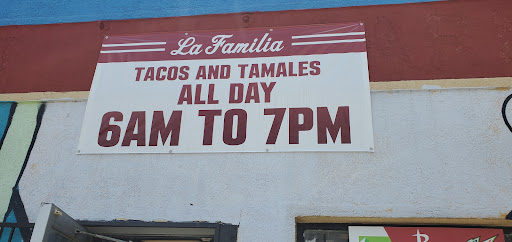 La Familia
TACOS AND TAMALES
ALL DAY
6AM TO 7PM